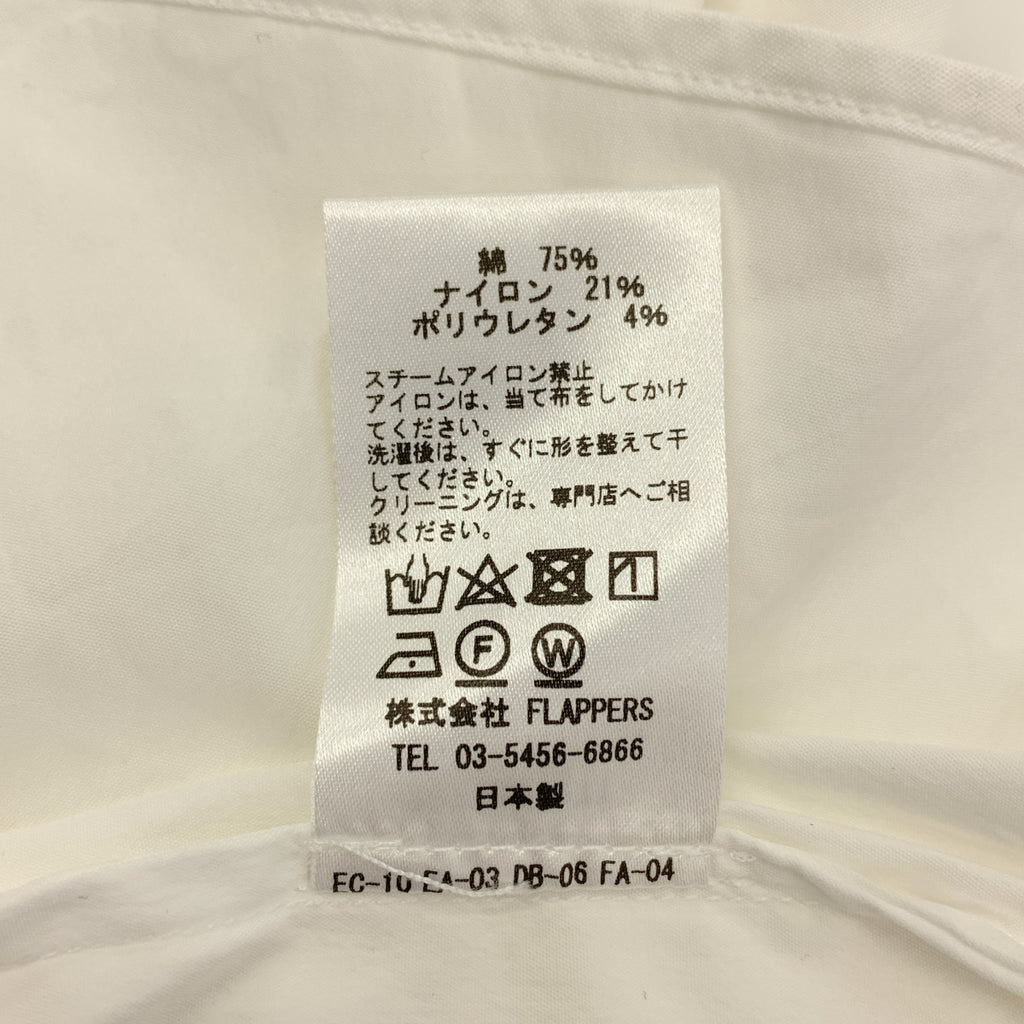 綿 75%
ナイロン 21%
ポリウレタン 4%
スチームアイロン禁止
アイロンは、当て布をしてかけ
てください。
洗濯後は、すぐに形を整えて干
してください。
クリーニングは、専門店へご相
談ください。
F W
株式会社 FLAPPERS
TEL 03-5456-6866
日本製
EC-10 EA-03 DB-06 FA-04